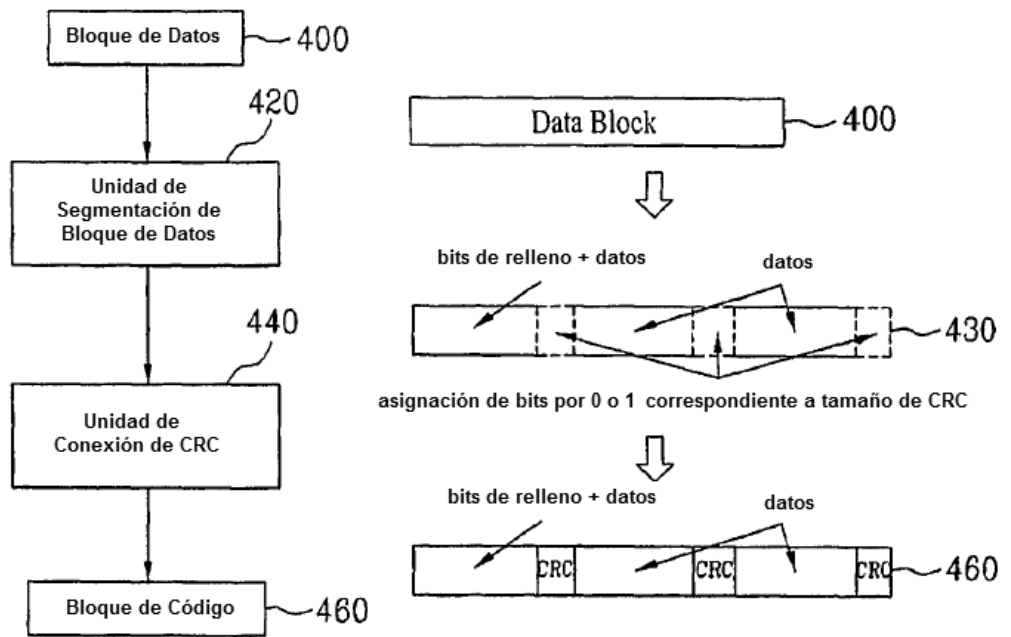 Bloque de Datos
400
420
Unidad de
Segmentación de
Bloque de Datos
440
Unidad de
Conexión de CRC
Bloque de Código
460
Data Block
400
bits de relleno + datos
datos
430
asignación de bits por 0 o 1 correspondiente a tamaño de CRC
bits de relleno + datos
datos
CRC
CRC
CRC
460